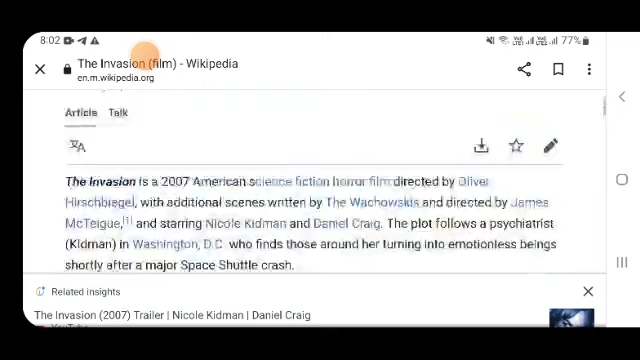 8:02 77%
The Invasion (film) - Wikipedia
en.m.wikipedia.org
Article Talk
The Invasion is a 2007 American science fiction horror film directed by Oliver
Hirschbiegel, with additional scenes written by The Wachowskis and directed by James
McTeigue,[1] and starring Nicole Kidman and Daniel Craig. The plot follows a psychiatrist
(Kidman) in Washington, D.C who finds those around her turning into emotionless beings
shortly after a major Space Shuttle crash.
Related insights
The Invasion (2007) Trailer | Nicole Kidman | Daniel Craig
YouTube